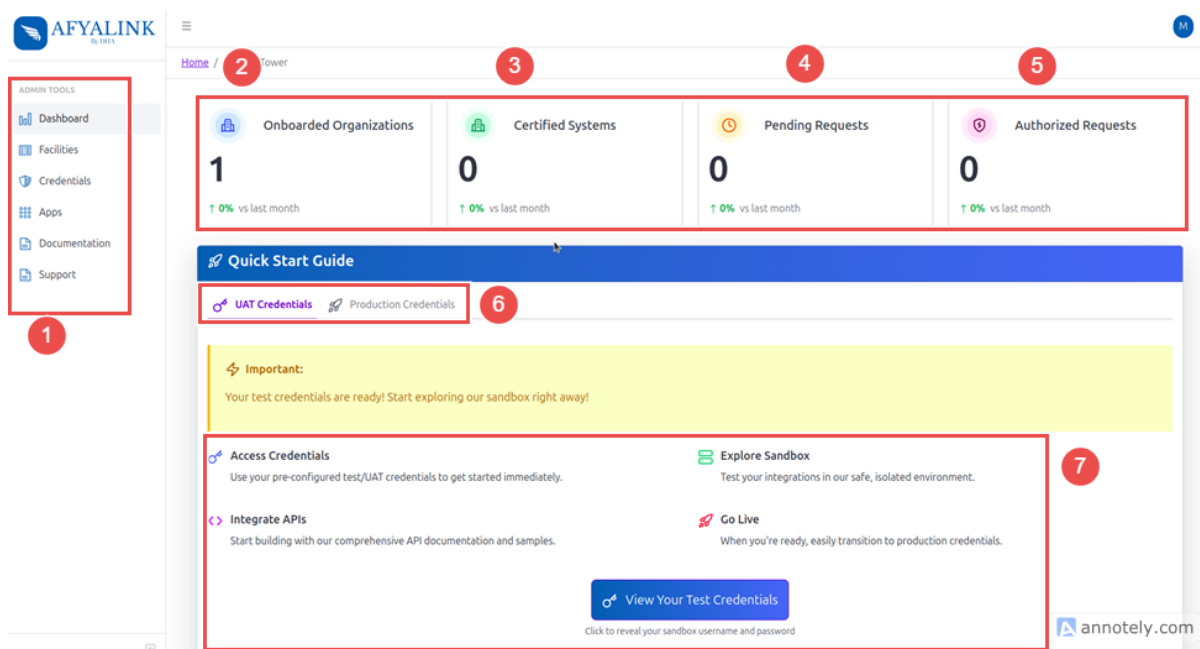 AFYALINK
By DHA
M
Home / Tower
2
3
4
5
ADMIN TOOLS
Dashboard
Facilities
Credentials
Apps
Documentation
Support
1
Onboarded Organizations
1
↑ 0% vs last month
Certified Systems
0
↑ 0% vs last month
Pending Requests
0
↑ 0% vs last month
Authorized Requests
0
↑ 0% vs last month
Quick Start Guide
UAT Credentials
Production Credentials
6
Important:
Your test credentials are ready! Start exploring our sandbox right away!
Access Credentials
Use your pre-configured test/UAT credentials to get started immediately.
Explore Sandbox
Test your integrations in our safe, isolated environment.
7
Integrate APIs
Start building with our comprehensive API documentation and samples.
Go Live
When you're ready, easily transition to production credentials.
View Your Test Credentials
Click to reveal your sandbox username and password
annotely.com